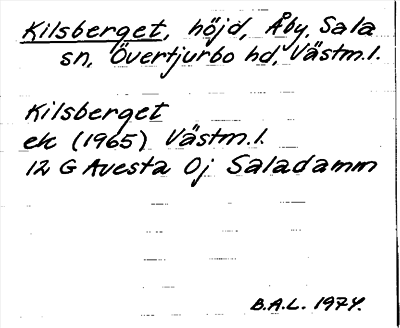 Kilsberget, höjd, Åby, Sala
sn, Övertjurbo hd, Västm.l.
Kilsberget
ek (1965) Västm.l.
12 G Avesta Oj Saladamm
B.A.L. 1974.